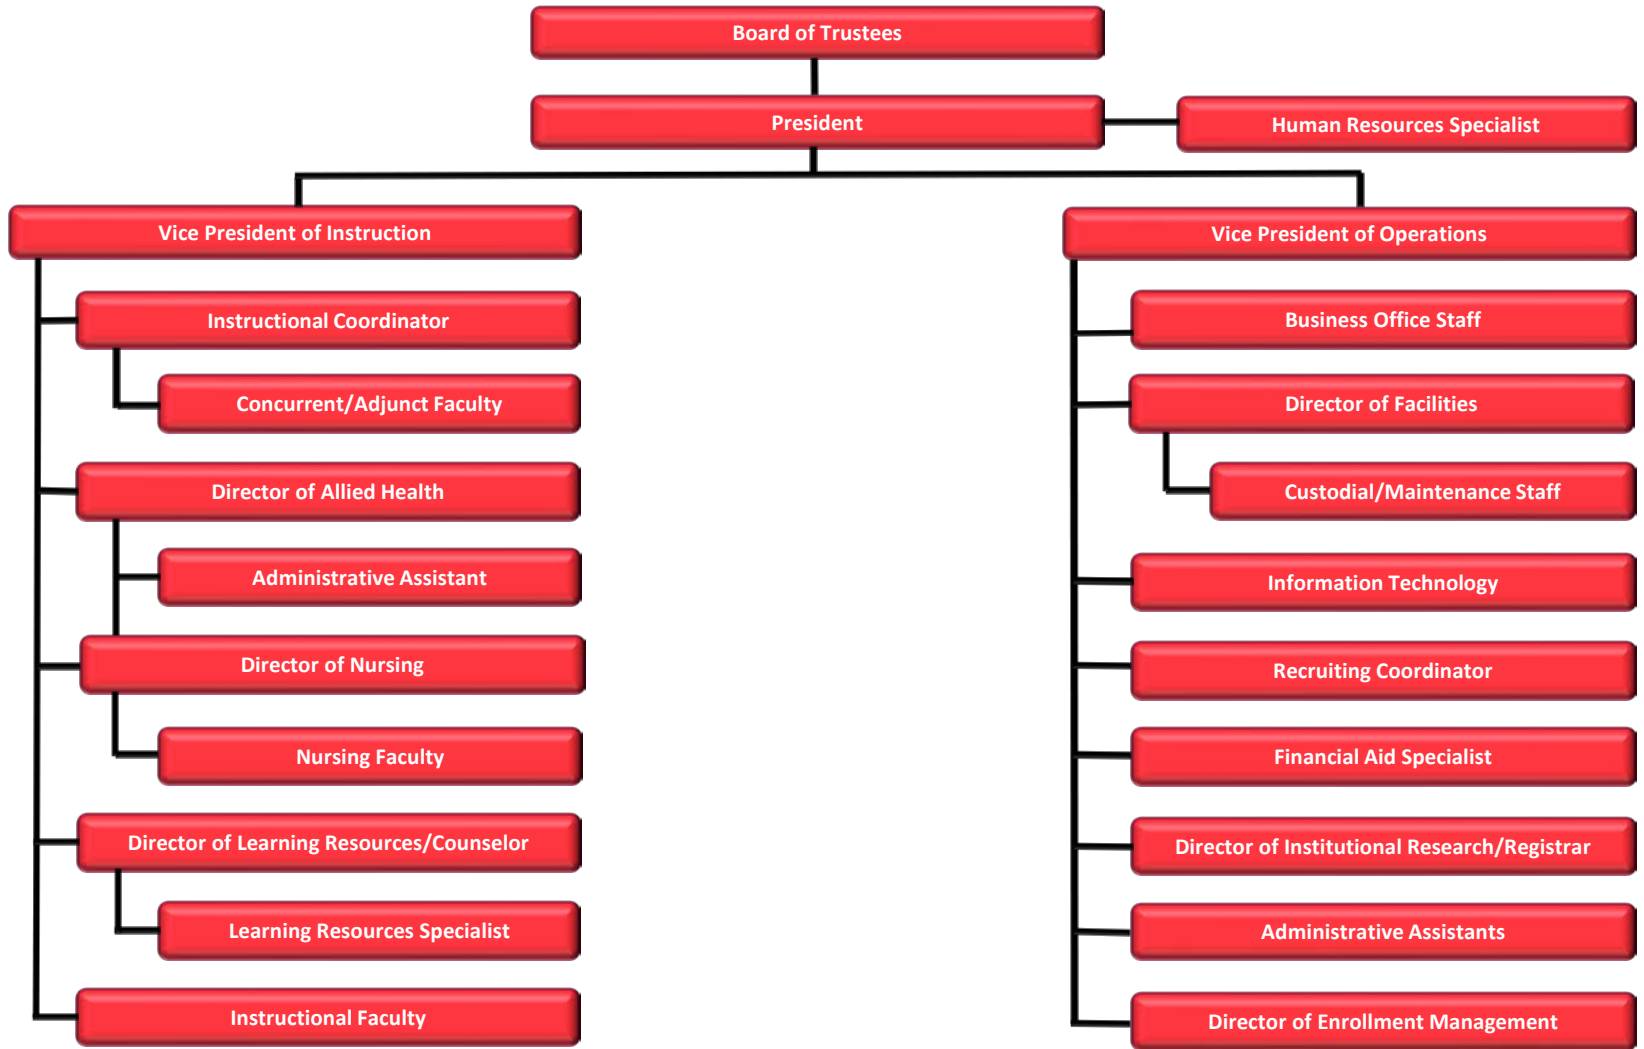 Board of Trustees
President
Human Resources Specialist
Vice President of Instruction
Instructional Coordinator
Concurrent/Adjunct Faculty
Director of Allied Health
Administrative Assistant
Director of Nursing
Nursing Faculty
Director of Learning Resources/Counselor
Learning Resources Specialist
Instructional Faculty
Vice President of Operations
Business Office Staff
Director of Facilities
Custodial/Maintenance Staff
Information Technology
Recruiting Coordinator
Financial Aid Specialist
Director of Institutional Research/Registrar
Administrative Assistants
Director of Enrollment Management